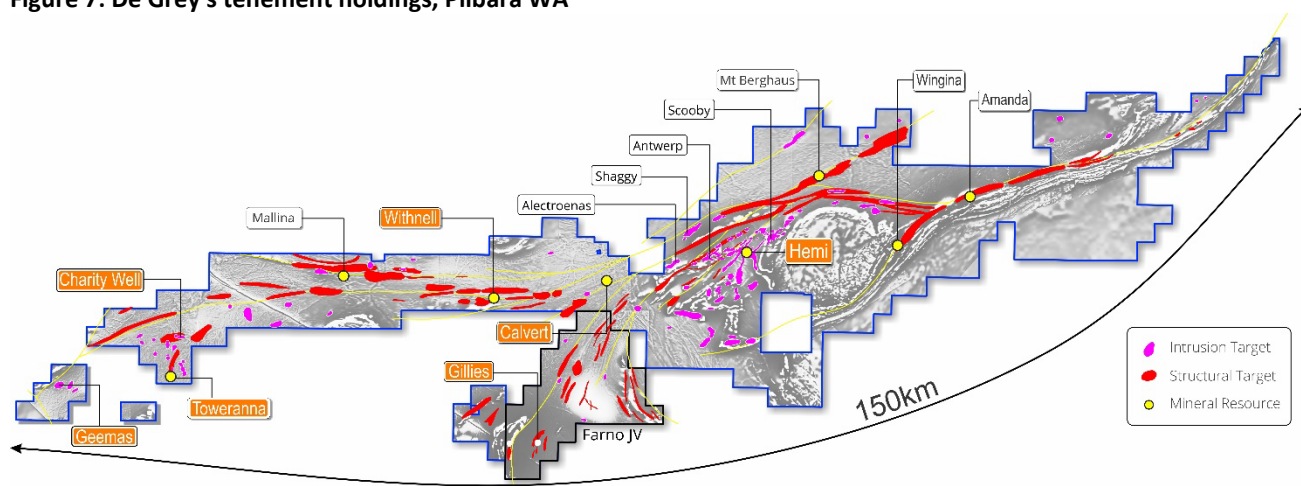 Figure 7: De Grey's tenement holdings, Pilbara WA
Mt Berghaus
Wingina
Scooby
Amanda
Antwerp
Shaggy
Alectroenas
Mallina
Withnell
Hemi
Charity Well
Calvert
Gillies
Toweranna
Geemas
Farno JV
150km
Intrusion Target
Structural Target
Mineral Resource